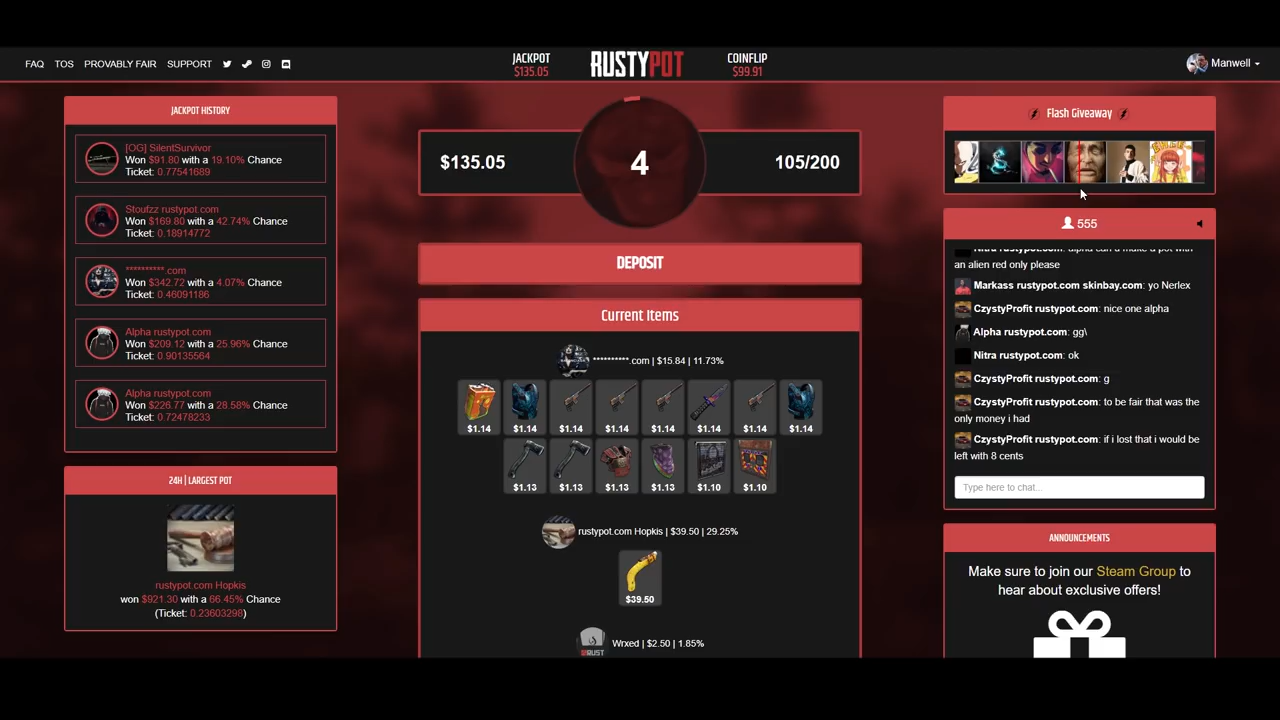 FAQ TOS PROVABLY FAIR SUPPORT
JACKPOT
$135.05
RUSTYPOT
COINFLIP
$99.91
Manwell
JACKPOT HISTORY
[OG] SilentSurvivor
Won $91.80 with a 19.10% Chance
Ticket: 0.77541689
Stoufzz rustypot.com
Won $169.80 with a 42.74% Chance
Ticket: 0.18914772
**********.com
Won $342.72 with a 4.07% Chance
Ticket: 0.46091186
Alpha rustypot.com
Won $209.12 with a 25.96% Chance
Ticket: 0.90135564
Alpha rustypot.com
Won $226.77 with a 28.58% Chance
Ticket: 0.72478233
24H | LARGEST POT
rustypot.com Hopkis
won $921.30 with a 66.45% Chance
(Ticket: 0.23603298)
$135.05
4
105/200
DEPOSIT
Current Items
**********.com | $15.84 | 11.73%
$1.14 $1.14 $1.14 $1.14 $1.14 $1.14 $1.14 $1.14
$1.13 $1.13 $1.13 $1.13 $1.10 $1.10
rustypot.com Hopkis | $39.50 | 29.25%
$39.50
Wrxed | $2.50 | 1.85%
RUST
Flash Giveaway
555
Nitra rustypot.com: alpha can u make a pot with
an alien red only please
Markass rustypot.com skinbay.com: yo Nerlex
CzystyProfit rustypot.com: nice one alpha
Alpha rustypot.com: gg\
Nitra rustypot.com: ok
CzystyProfit rustypot.com: g
CzystyProfit rustypot.com: to be fair that was the
only money i had
CzystyProfit rustypot.com: if i lost that i would be
left with 8 cents
Type here to chat...
ANNOUNCEMENTS
Make sure to join our Steam Group to
hear about exclusive offers!